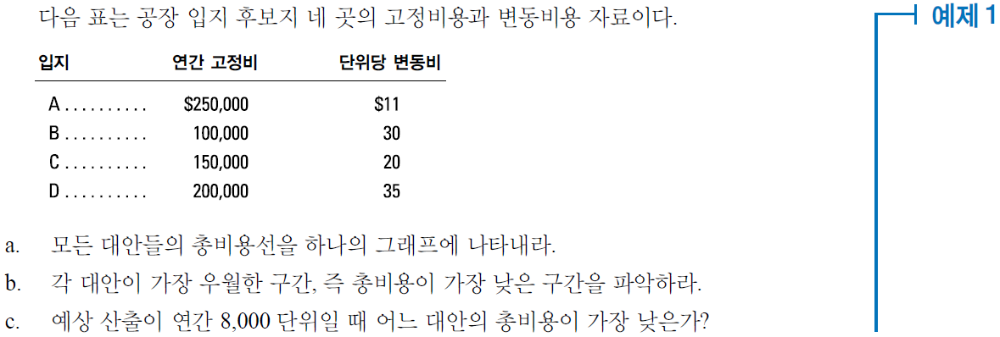 다음 표는 공장 입지 후보지 네 곳의 고정비용과 변동비용 자료이다.
예제 1
입지 연간 고정비 단위당 변동비
A .......... $250,000 $11
B .......... 100,000 30
C .......... 150,000 20
D .......... 200,000 35
a. 모든 대안들의 총비용선을 하나의 그래프에 나타내라.
b. 각 대안이 가장 우월한 구간, 즉 총비용이 가장 낮은 구간을 파악하라.
c. 예상 산출이 연간 8,000 단위일 때 어느 대안의 총비용이 가장 낮은가?